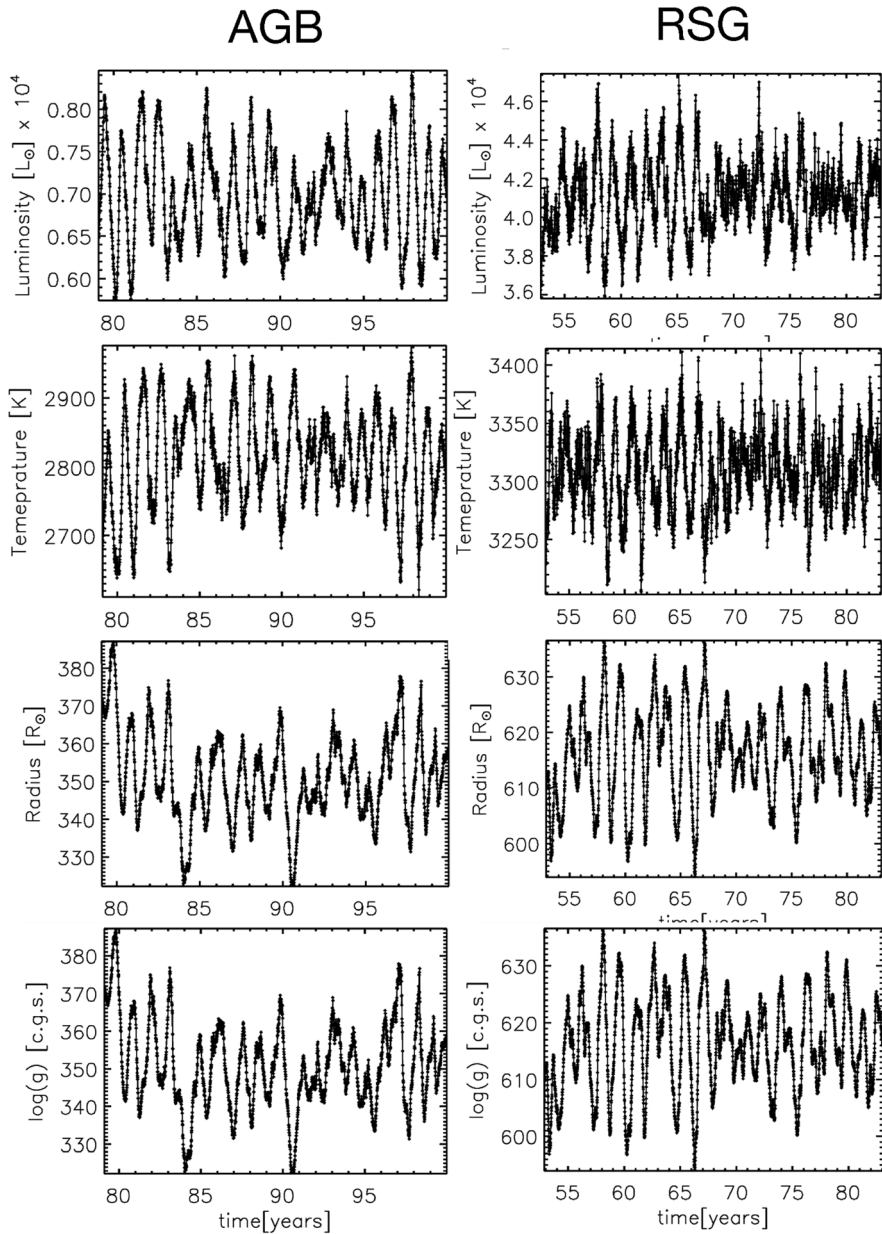 AGB RSG
Luminosity [L☉] x 10⁴
0.80
0.75
0.70
0.65
0.60
80 85 90 95
Luminosity [L☉] x 10⁴
4.6
4.4
4.2
4.0
3.8
3.6
55 60 65 70 75 80
Temeprature [K]
2900
2800
2700
80 85 90 95
Temeprature [K]
3400
3350
3300
3250
55 60 65 70 75 80
Radius [R☉]
380
370
360
350
340
330
80 85 90 95
Radius [R☉]
630
620
610
600
55 60 65 70 75 80
time[years]
log(g) [c.g.s.]
380
370
360
350
340
330
80 85 90 95
time[years]
log(g) [c.g.s.]
630
620
610
600
55 60 65 70 75 80
time[years]